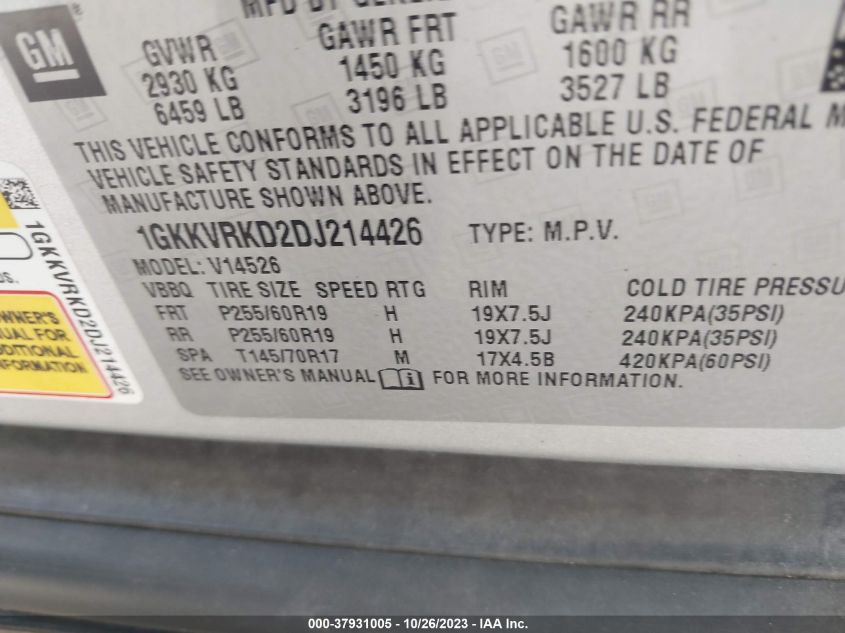 GM
GVWR GAWR FRT GAWR RR
2930 KG 1450 KG 1600 KG
6459 LB 3196 LB 3527 LB
THIS VEHICLE CONFORMS TO ALL APPLICABLE U.S. FEDERAL
VEHICLE SAFETY STANDARDS IN EFFECT ON THE DATE OF
MANUFACTURE SHOWN ABOVE.
1GKKVRKD2DJ214426 TYPE: M.P.V.
MODEL: V14526
VBBQ TIRE SIZE SPEED RTG RIM COLD TIRE PRESSU
FRT P255/60R19 H 19X7.5J 240KPA(35PSI)
RR P255/60R19 H 19X7.5J 240KPA(35PSI)
SPA T145/70R17 M 17X4.5B 420KPA(60PSI)
SEE OWNER'S MANUAL FOR MORE INFORMATION.
1GKKVRKD2DJ214426
OWNER'S
MANUAL FOR
ADDITIONAL
INFORMATION
000-37931005 - 10/26/2023 - IAA Inc.